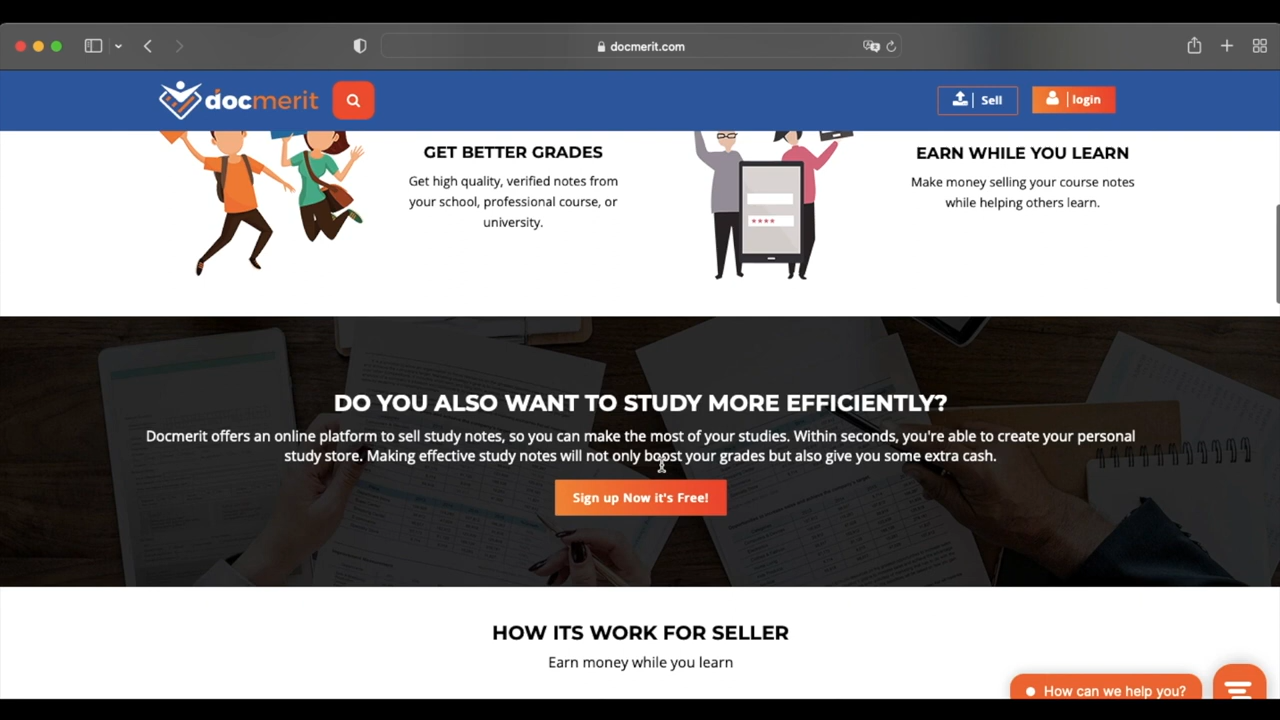 docmerit.com
docmerit
Sell
login
GET BETTER GRADES
Get high quality, verified notes from
your school, professional course, or
university.
EARN WHILE YOU LEARN
Make money selling your course notes
while helping others learn.
DO YOU ALSO WANT TO STUDY MORE EFFICIENTLY?
Docmerit offers an online platform to sell study notes, so you can make the most of your studies. Within seconds, you're able to create your personal
study store. Making effective study notes will not only boost your grades but also give you some extra cash.
Sign up Now it's Free!
HOW ITS WORK FOR SELLER
Earn money while you learn
How can we help you?